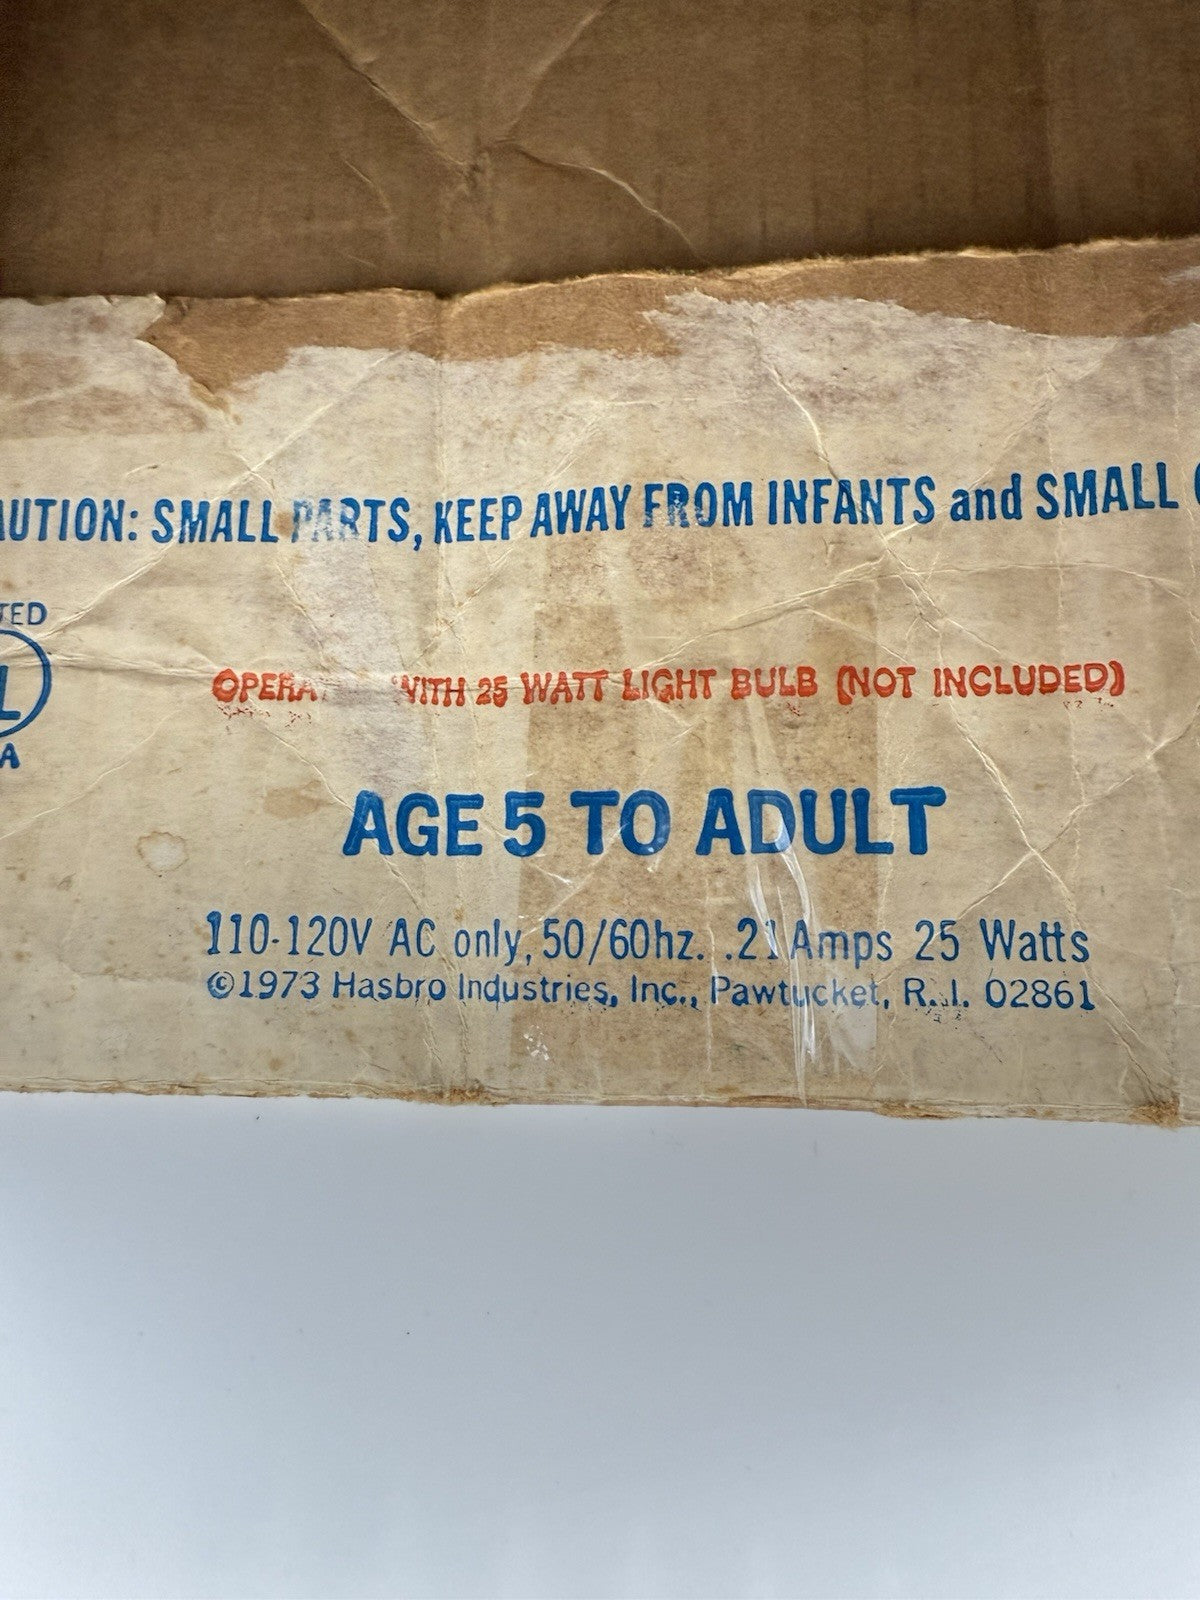 AUTION: SMALL PARTS, KEEP AWAY FROM INFANTS and SMALL
TED
L
A
WITH 25 WATT LIGHT BULB (NOT INCLUDED)
AGE 5 TO ADULT
110-120V AC only, 50/60hz. .21 Amps 25 Watts
©1973 Hasbro Industries, Inc., Pawtucket, R.I. 02861